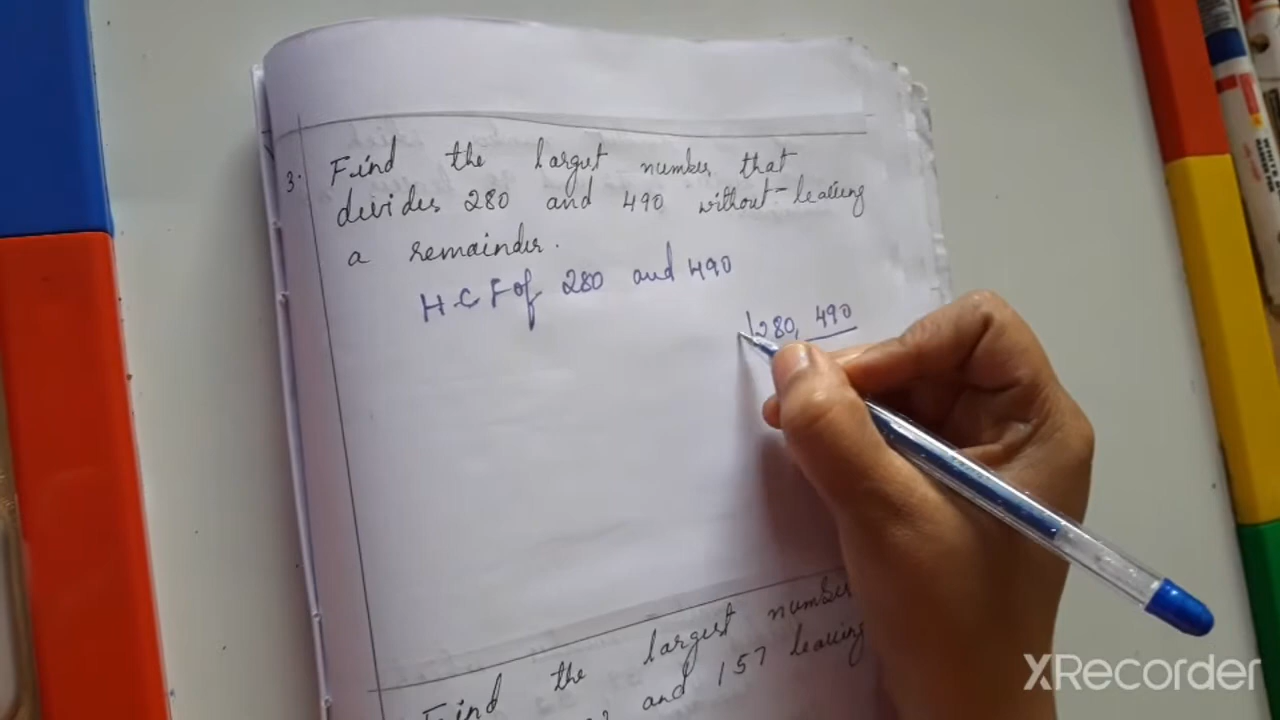 3. Find the largest number that
divides 280 and 490 without leaving
a remainder.
H.C.F of 280 and 490
280, 490
Find the largest number
and 157 leaving
XRecorder